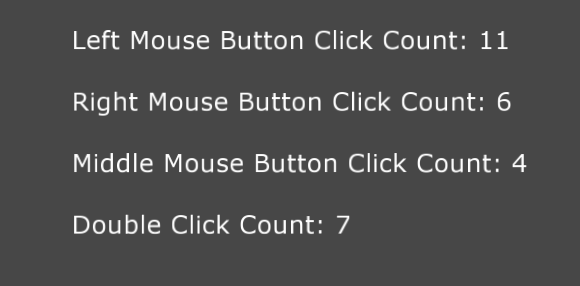 Left Mouse Button Click Count: 11
Right Mouse Button Click Count: 6
Middle Mouse Button Click Count: 4
Double Click Count: 7